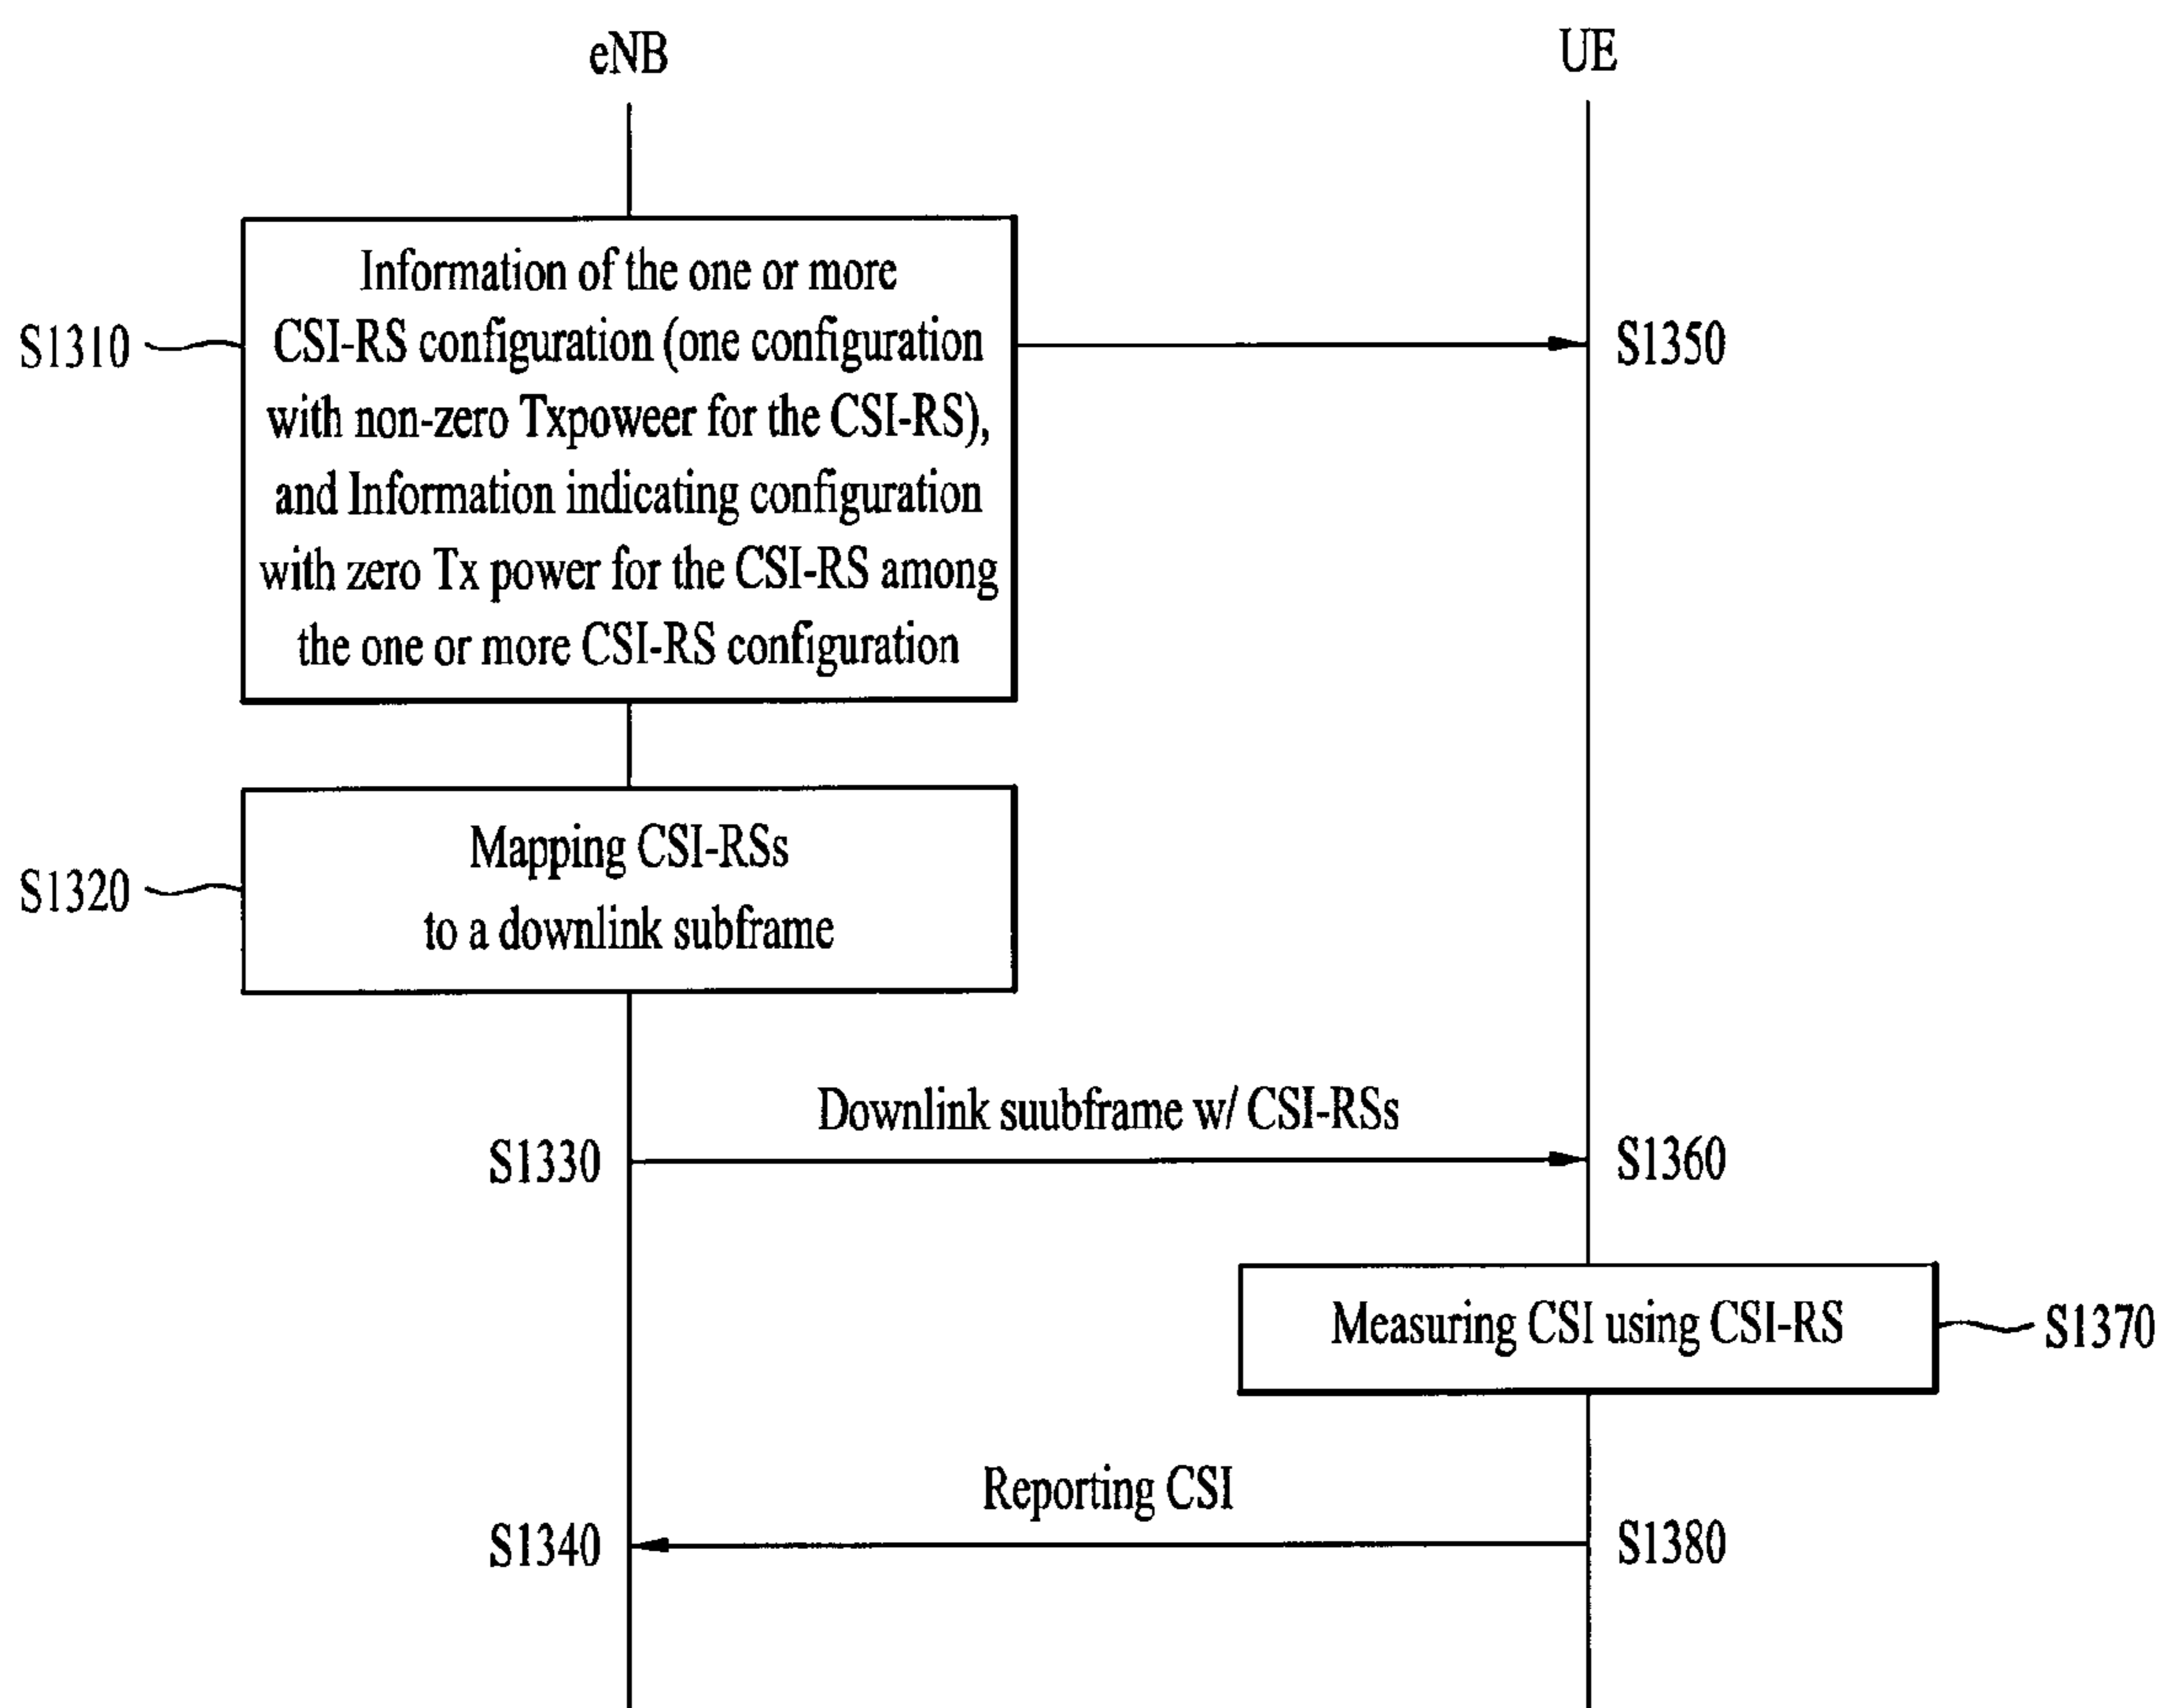 eNB
UE
Information of the one or more
CSI-RS configuration (one configuration
with non-zero Txpoweer for the CSI-RS),
and Information indicating configuration
with zero Tx power for the CSI-RS among
the one or more CSI-RS configuration
S1310
S1350
Mapping CSI-RSs
to a downlink subframe
S1320
Downlink suubframe w/ CSI-RSs
S1330
S1360
Measuring CSI using CSI-RS
S1370
Reporting CSI
S1340
S1380